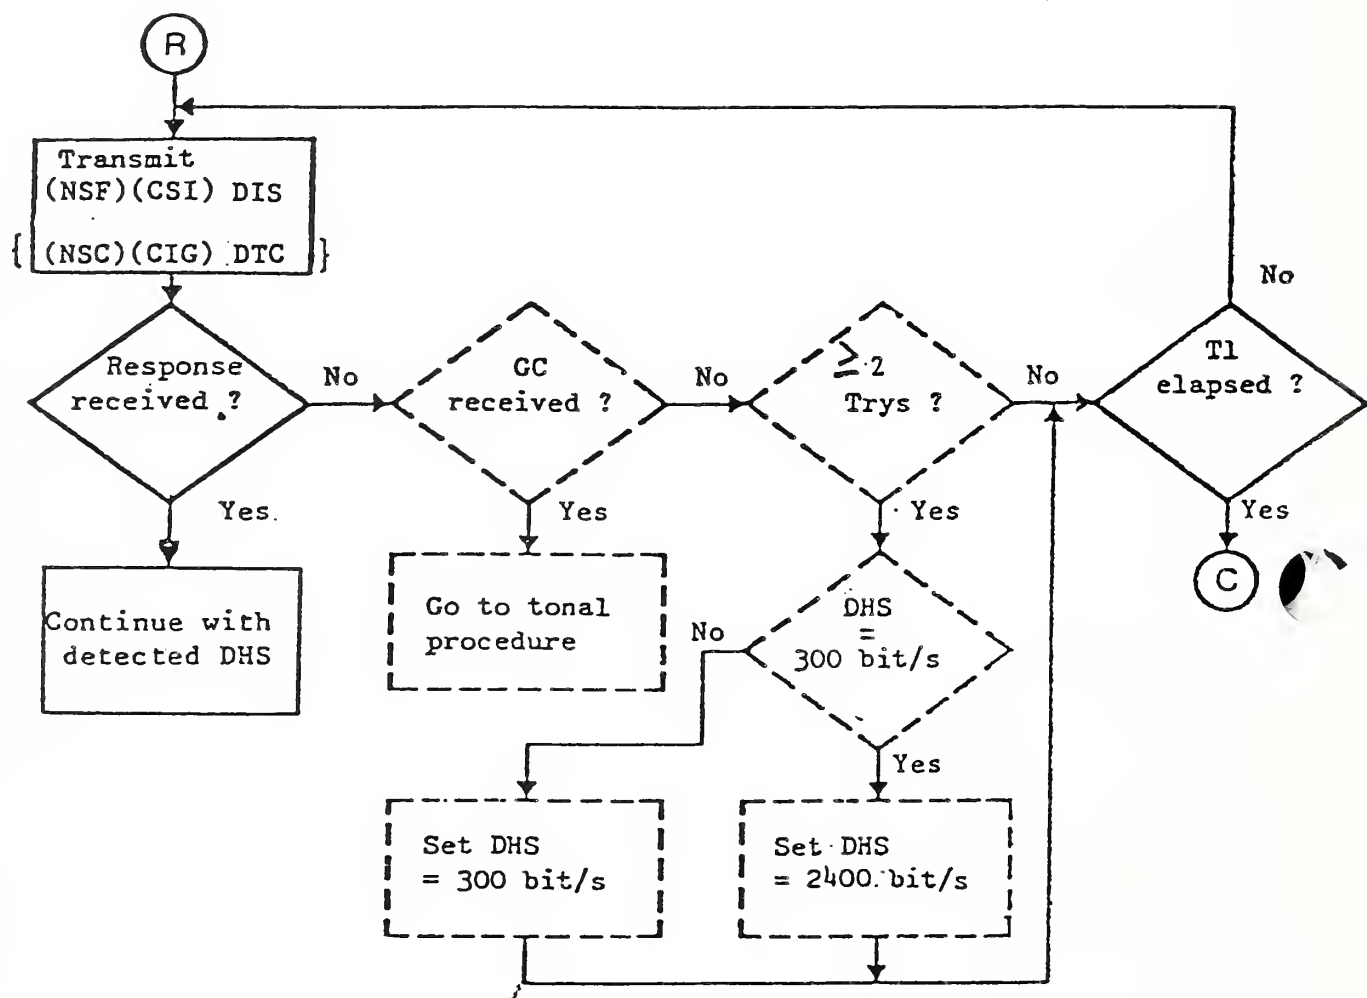 R
Transmit
(NSF)(CSI) DIS
{ (NSC)(CIG) DTC }
No
Response
received ?
No
GC
received ?
No
≥ 2
Trys ?
No
T1
elapsed ?
Yes
Yes
Yes
Yes
C
Continue with
detected DHS
Go to tonal
procedure
No
DHS
=
300 bit/s
Yes
Set DHS
= 300 bit/s
Set DHS
= 2400 bit/s